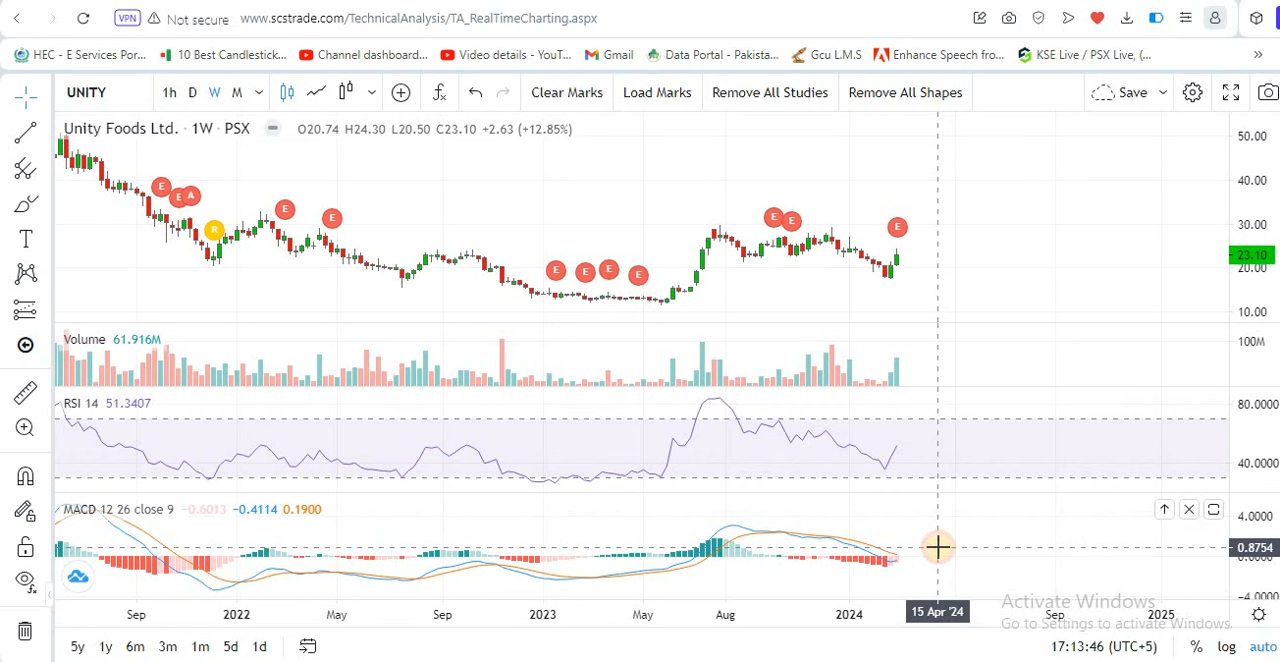 VPN Not secure www.scstrade.com/TechnicalAnalysis/TA_RealTimeCharting.aspx
HEC - E Services Por... 10 Best Candlestick... Channel dashboard... Video details - YouT... Gmail Data Portal - Pakista... Gcu L.M.S Enhance Speech fro... KSE Live / PSX Live, (... »
UNITY 1h D W M Clear Marks Load Marks Remove All Studies Remove All Shapes Save
Unity Foods Ltd. · 1W · PSX O20.74 H24.30 L20.50 C23.10 +2.63 (+12.85%)
50.00
40.00
E E A
E E E E E
R
30.00
23.10
20.00
E E E E
10.00
Volume 61.916M
100M
RSI 14 51.3407
80.0000
40.0000
MACD 12 26 close 9 -0.6013 -0.4114 0.1900
4.0000
0.8754
0.0000
-4.0000
Sep 2022 May Sep 2023 May Aug 2024 15 Apr '24 Sep 2025
Activate Windows
Go to Settings to activate Windows.
5y 1y 6m 3m 1m 5d 1d 17:13:46 (UTC+5) % log auto